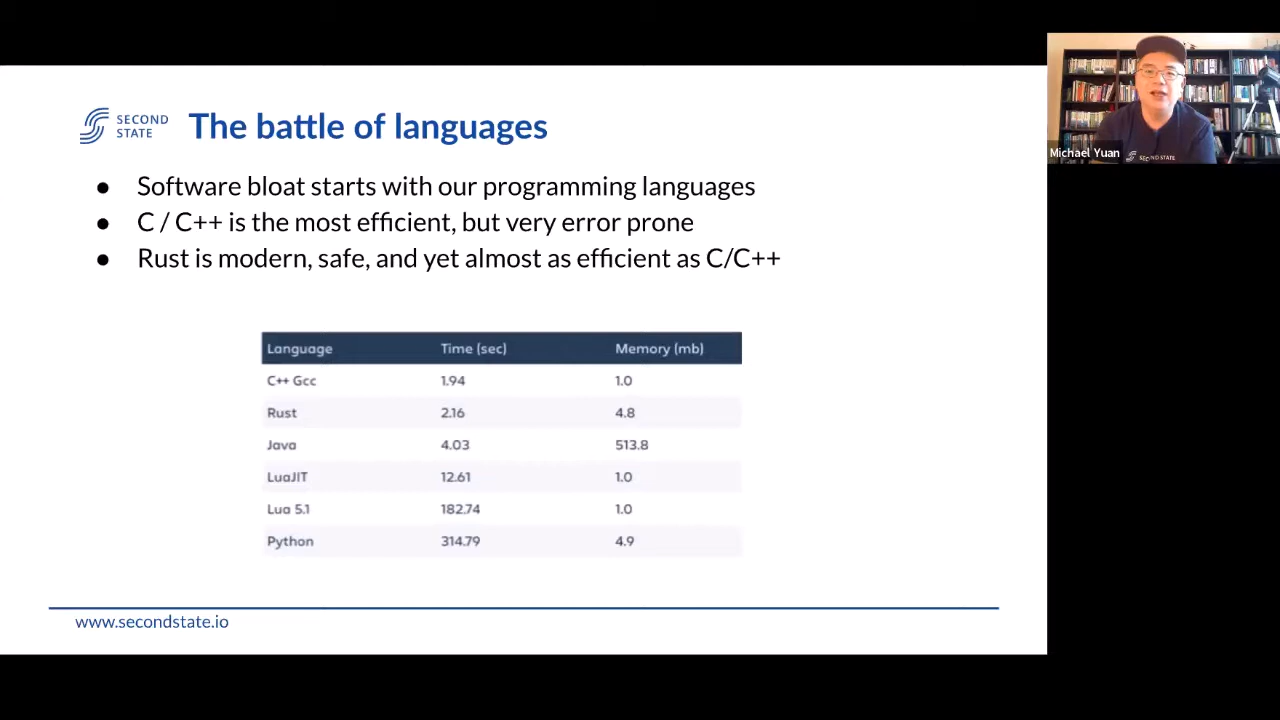 SECOND
STATE
The battle of languages
● Software bloat starts with our programming languages
● C / C++ is the most efficient, but very error prone
● Rust is modern, safe, and yet almost as efficient as C/C++
Language Time (sec) Memory (mb)
C++ Gcc 1.94 1.0
Rust 2.16 4.8
Java 4.03 513.8
LuaJIT 12.61 1.0
Lua 5.1 182.74 1.0
Python 314.79 4.9
www.secondstate.io
Michael Yuan
SECOND STATE